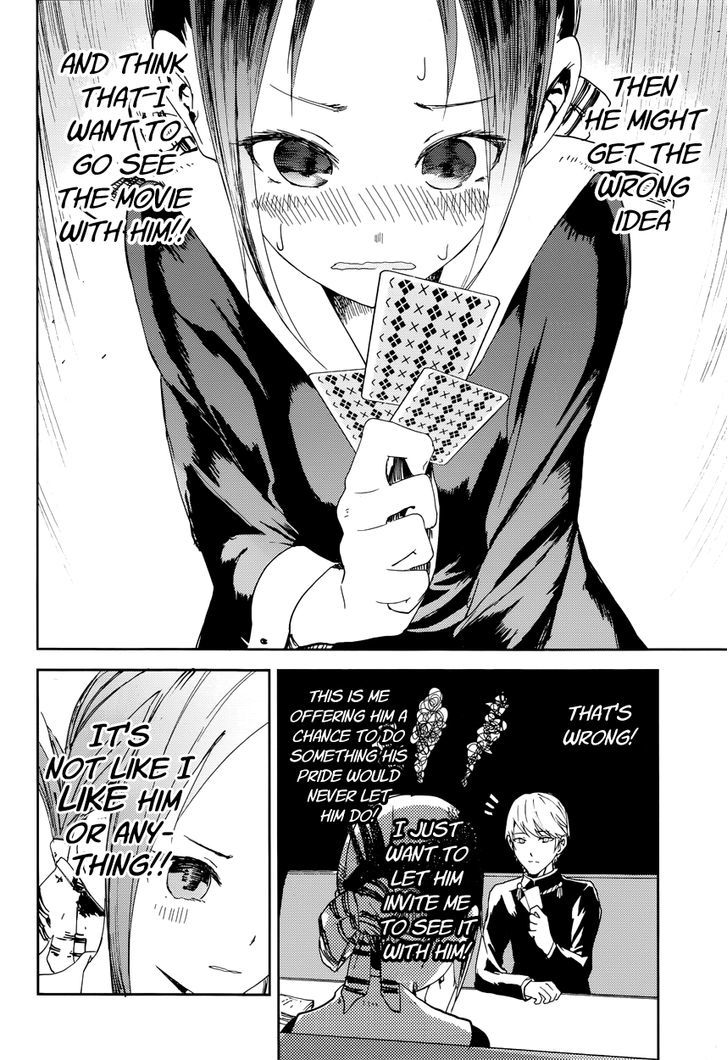 THEN
HE MIGHT
GET THE
WRONG
IDEA
AND THINK
THAT I
WANT TO
GO SEE
THE MOVIE
WITH HIM!!
THAT'S
WRONG!
THIS IS ME
OFFERING HIM A
CHANCE TO DO
SOMETHING HIS
PRIDE WOULD
NEVER LET
HIM DO!
I JUST
WANT TO
LET HIM
INVITE ME
TO SEE IT
WITH HIM!
IT'S
NOT LIKE I
LIKE HIM
OR ANY-
THING!!